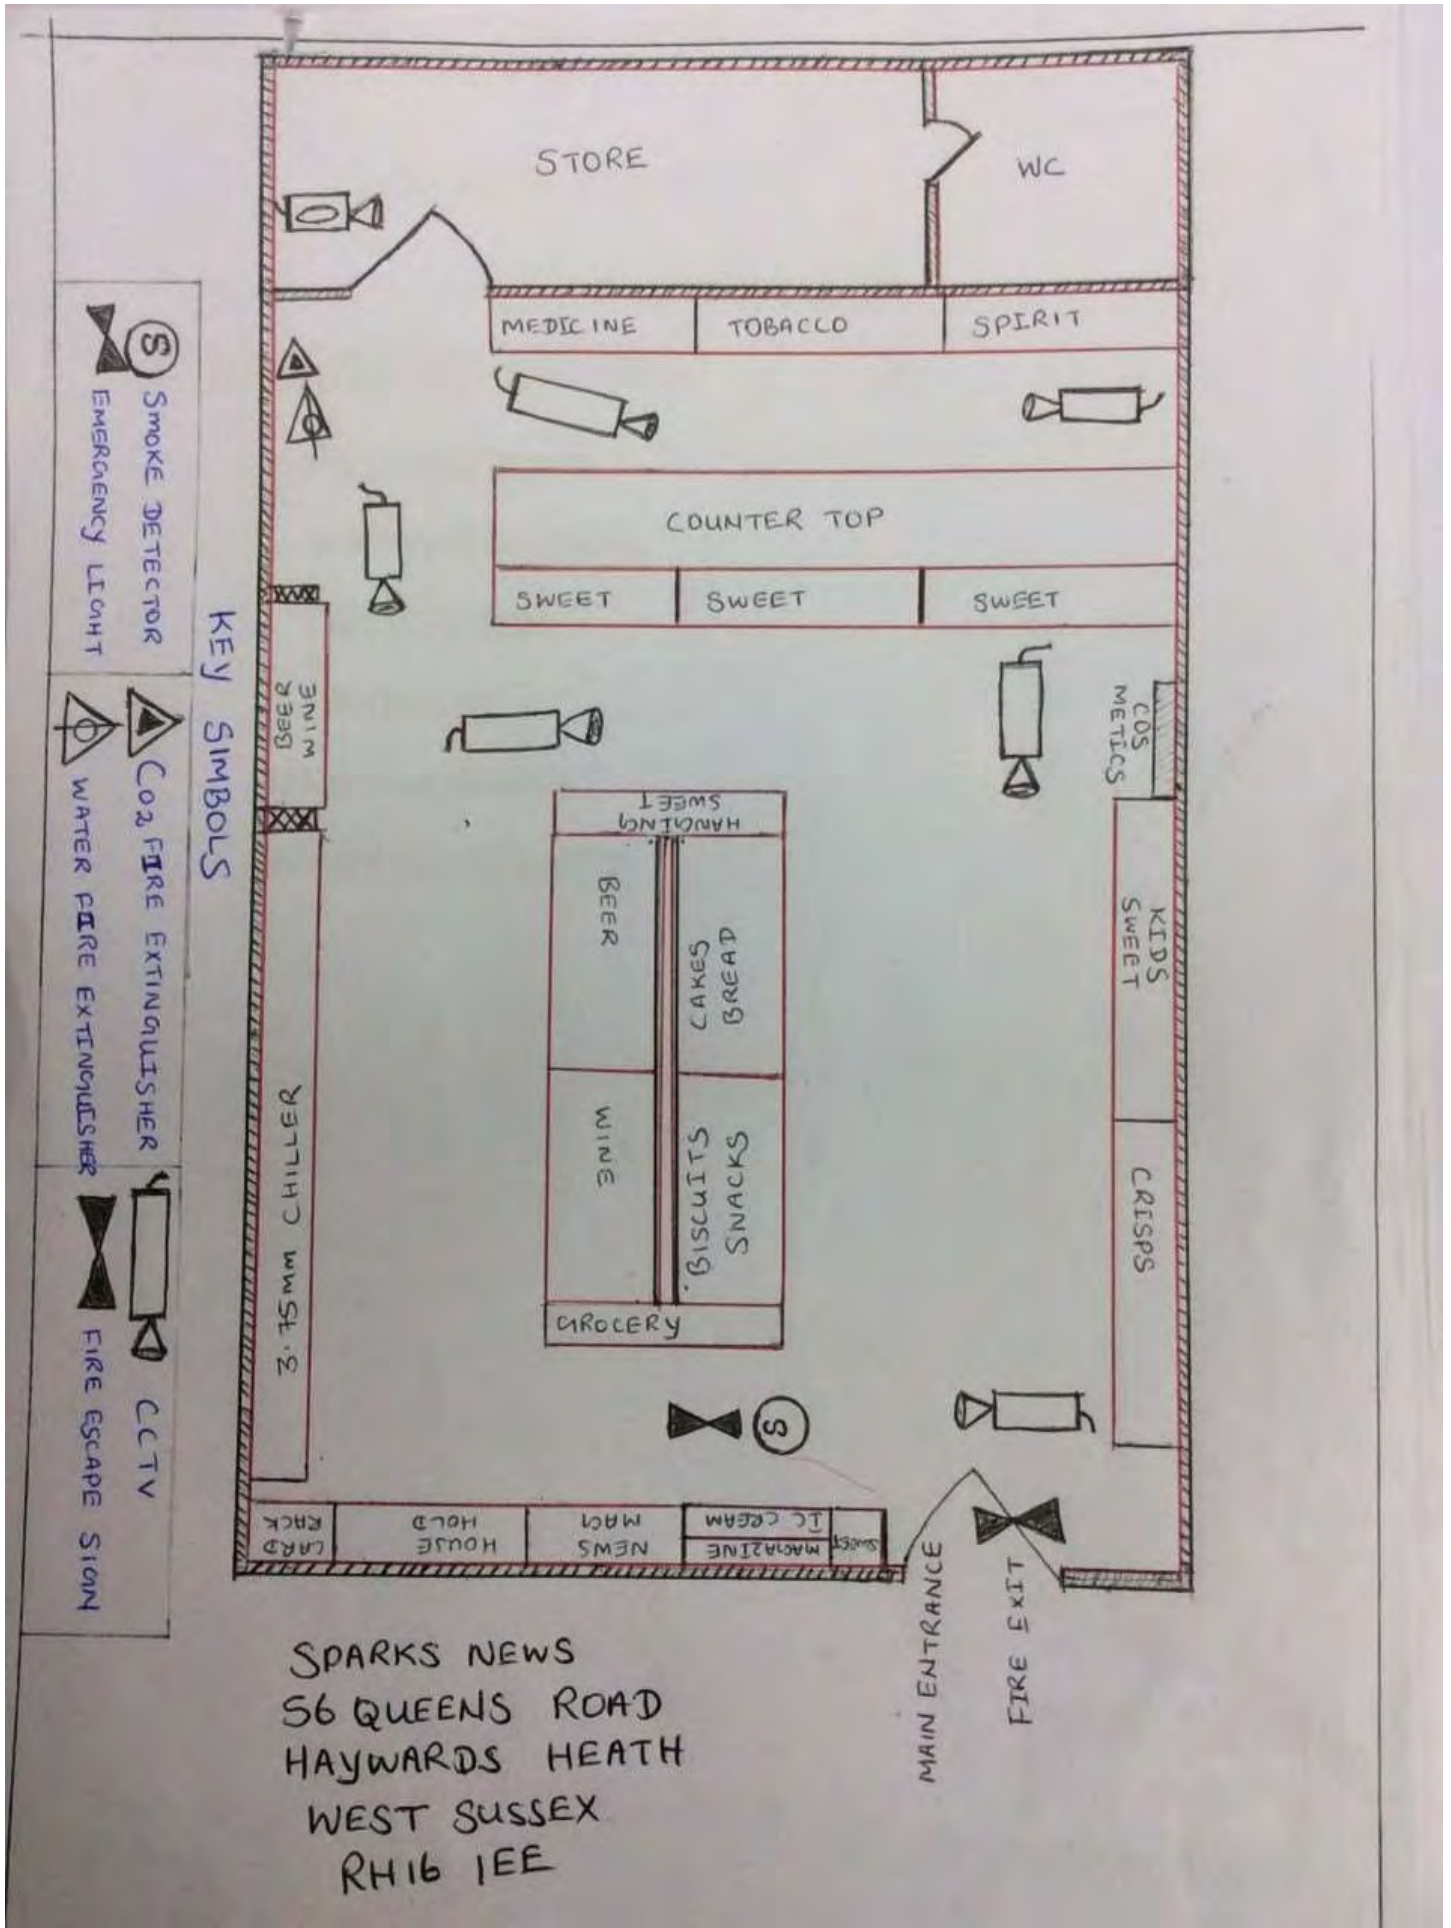 STORE
WC
MEDICINE
TOBACCO
SPIRIT
COUNTER TOP
SWEET
SWEET
SWEET
BEER
WINE
COS
METICS
HANGING
SWEET
BEER
CAKES
BREAD
KIDS
SWEET
WINE
BISCUITS
SNACKS
CRISPS
3.75mm CHILLER
GROCERY
S
CARD
RACK
HOUSE
HOLD
NEWS
MAG
IC CREAM
MAGAZINE
SWEET
MAIN ENTRANCE
FIRE EXIT
KEY SIMBOLS
S SMOKE DETECTOR
EMERGENCY LIGHT
CO2 FIRE EXTINGUISHER
WATER FIRE EXTINGUISHER
CCTV
FIRE ESCAPE SIGN
SPARKS NEWS
56 QUEENS ROAD
HAYWARDS HEATH
WEST SUSSEX
RH16 1EE